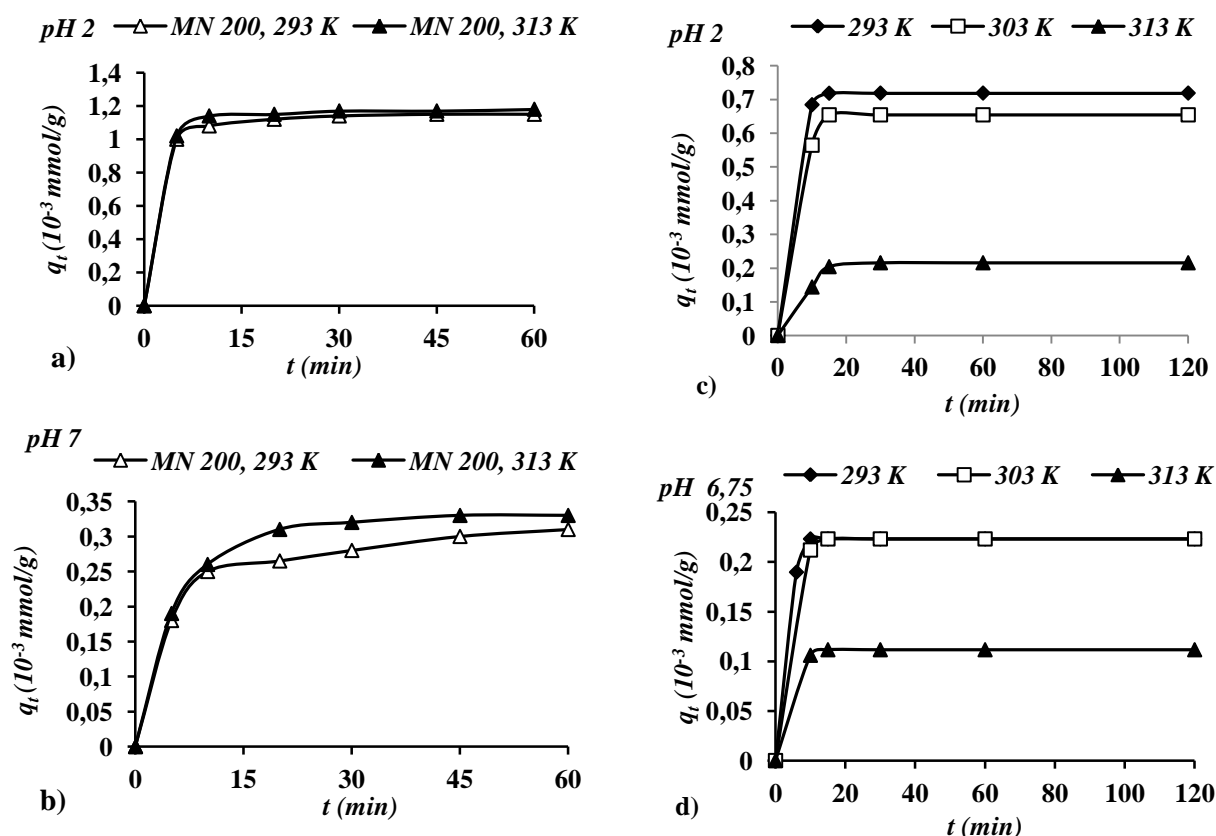 pH 2
MN 200, 293 K
MN 200, 313 K
1,4
1.2
1
0,8
0,6
0,4
0.2
0
q_t (10^-3 mmol/g)
0
15
30
45
60
t (min)
a)
pH 7
MN 200, 293 K
MN 200, 313 K
0,35
0,3
0,25
0,2
0,15
0,1
0,05
0
q_t (10^-3 mmol/g)
0
15
30
45
60
t (min)
b)
pH 2
293 K
303 K
313 K
0,8
0,7
0,6
0,5
0,4
0,3
0,2
0,1
0
q_t (10^-3 mmol/g)
0
20
40
60
80
100
120
t (min)
c)
pH 6,75
293 K
303 K
313 K
0,25
0,2
0,15
0,1
0,05
0
q_t (10^-3 mmol/g)
0
20
40
60
80
100
120
t (min)
d)